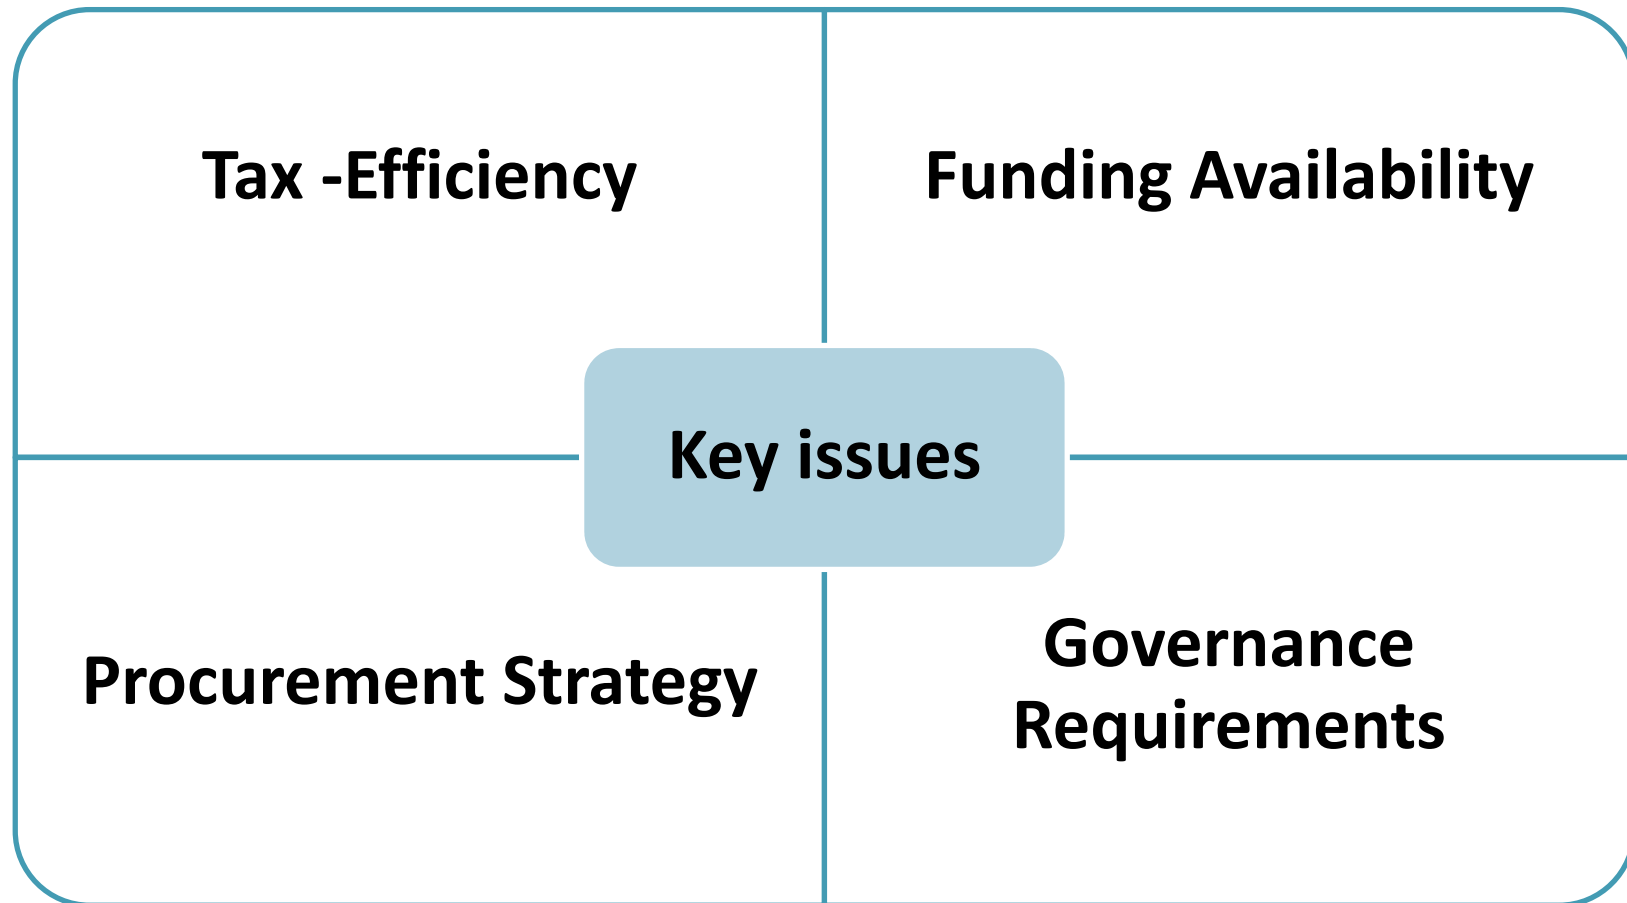 Tax -Efficiency
Funding Availability
Key issues
Procurement Strategy
Governance
Requirements